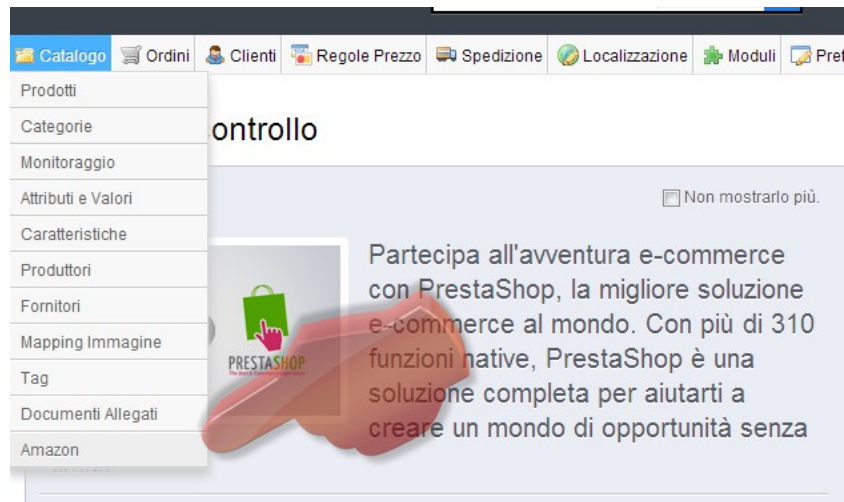 Catalogo Ordini Clienti Regole Prezzo Spedizione Localizzazione Moduli Pref
Prodotti
Categorie
Monitoraggio
Attributi e Valori
Caratteristiche
Produttori
Fornitori
Mapping Immagine
Tag
Documenti Allegati
Amazon
ontrollo
Non mostrarlo più.
PRESTASHOP
Partecipa all'avventura e-commerce
con PrestaShop, la migliore soluzione
e-commerce al mondo. Con più di 310
funzioni native, PrestaShop è una
soluzione completa per aiutarti a
creare un mondo di opportunità senza